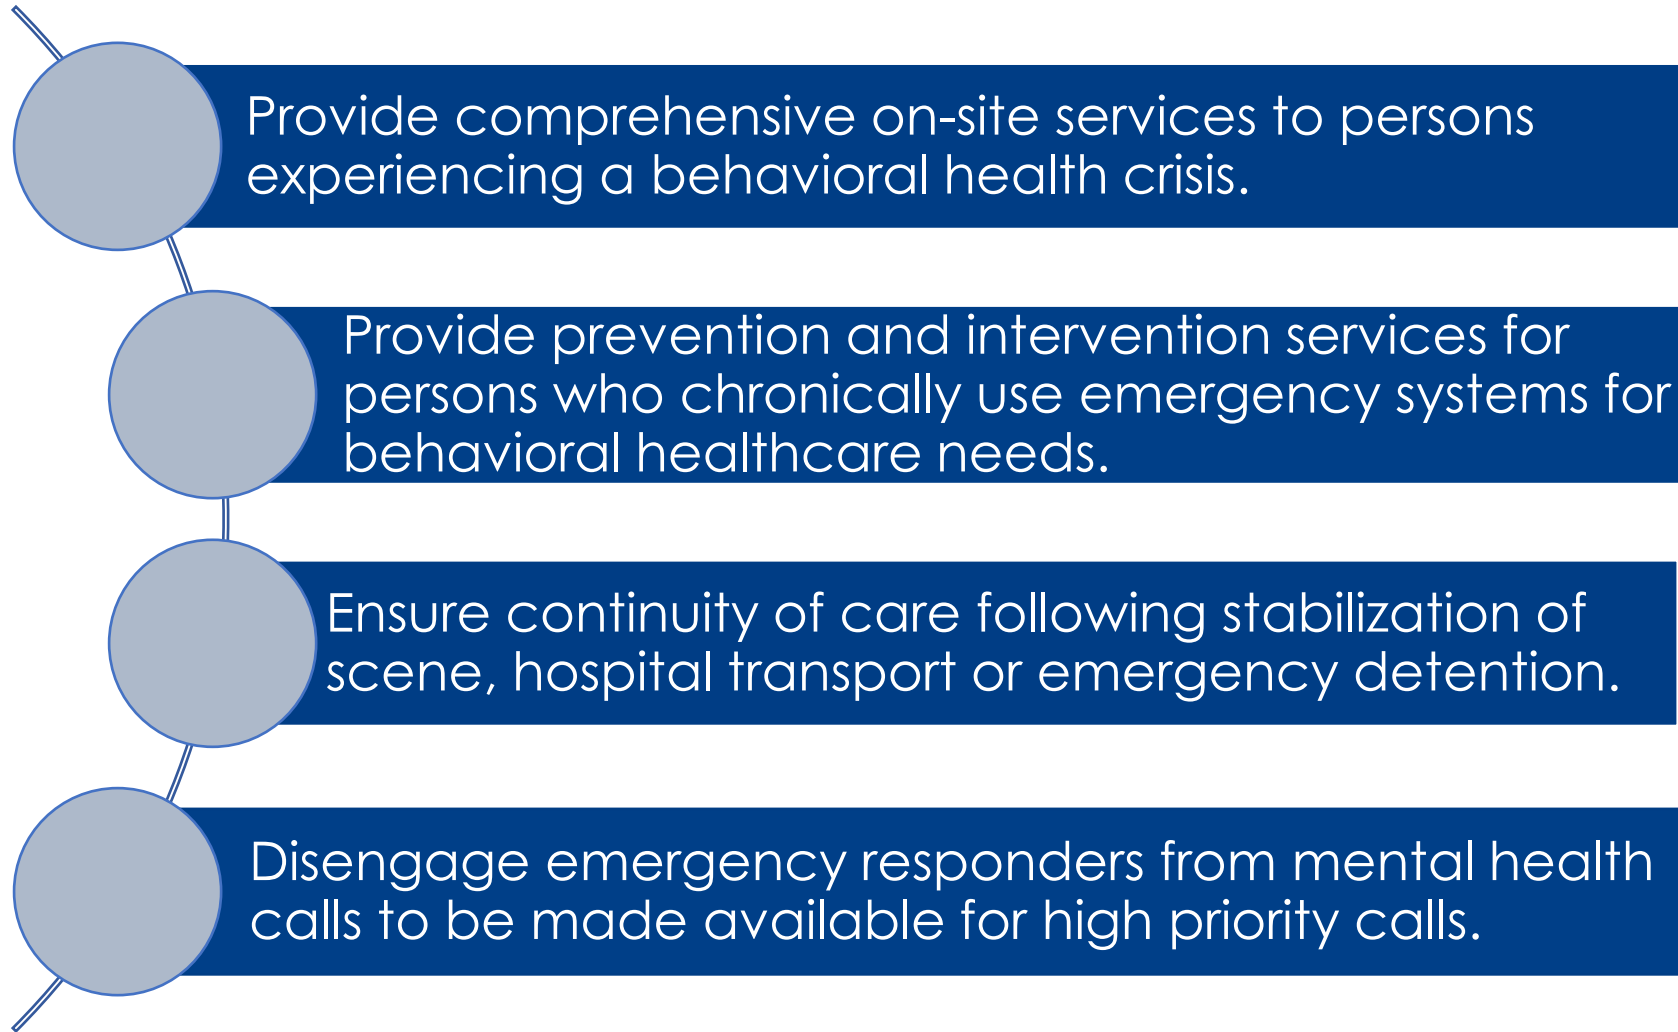 Provide comprehensive on-site services to persons
experiencing a behavioral health crisis.
Provide prevention and intervention services for
persons who chronically use emergency systems for
behavioral healthcare needs.
Ensure continuity of care following stabilization of
scene, hospital transport or emergency detention.
Disengage emergency responders from mental health
calls to be made available for high priority calls.